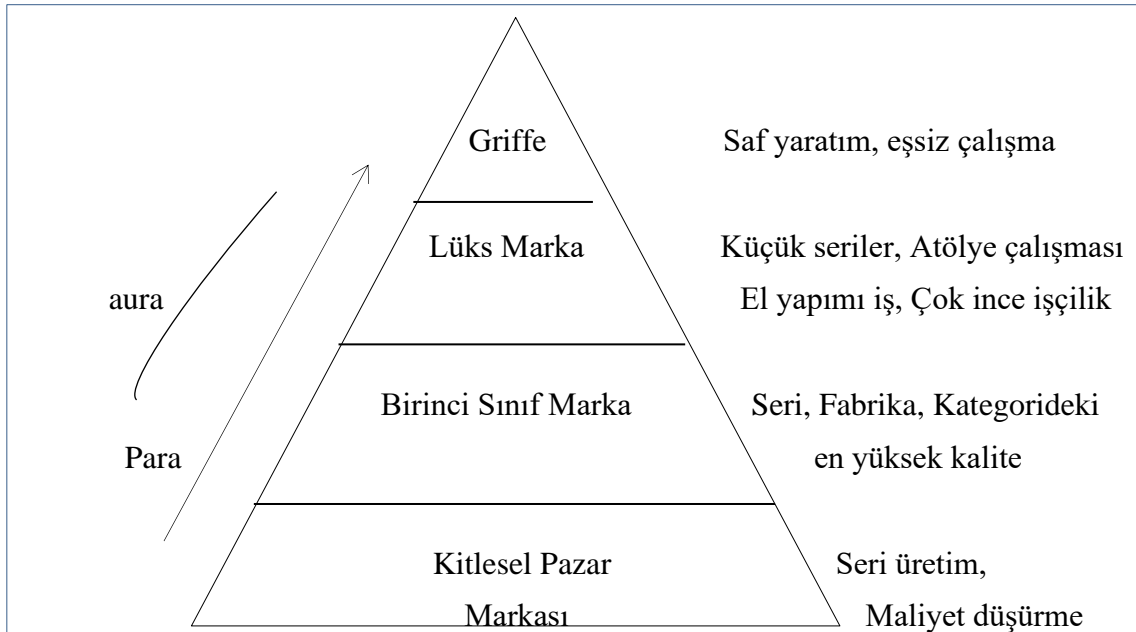 Griffe
Saf yaratım, eşsiz çalışma
Lüks Marka
Küçük seriler, Atölye çalışması
aura
El yapımı iş, Çok ince işçilik
Birinci Sınıf Marka
Seri, Fabrika, Kategorideki
Para
en yüksek kalite
Kitlesel Pazar
Markası
Seri üretim,
Maliyet düşürme